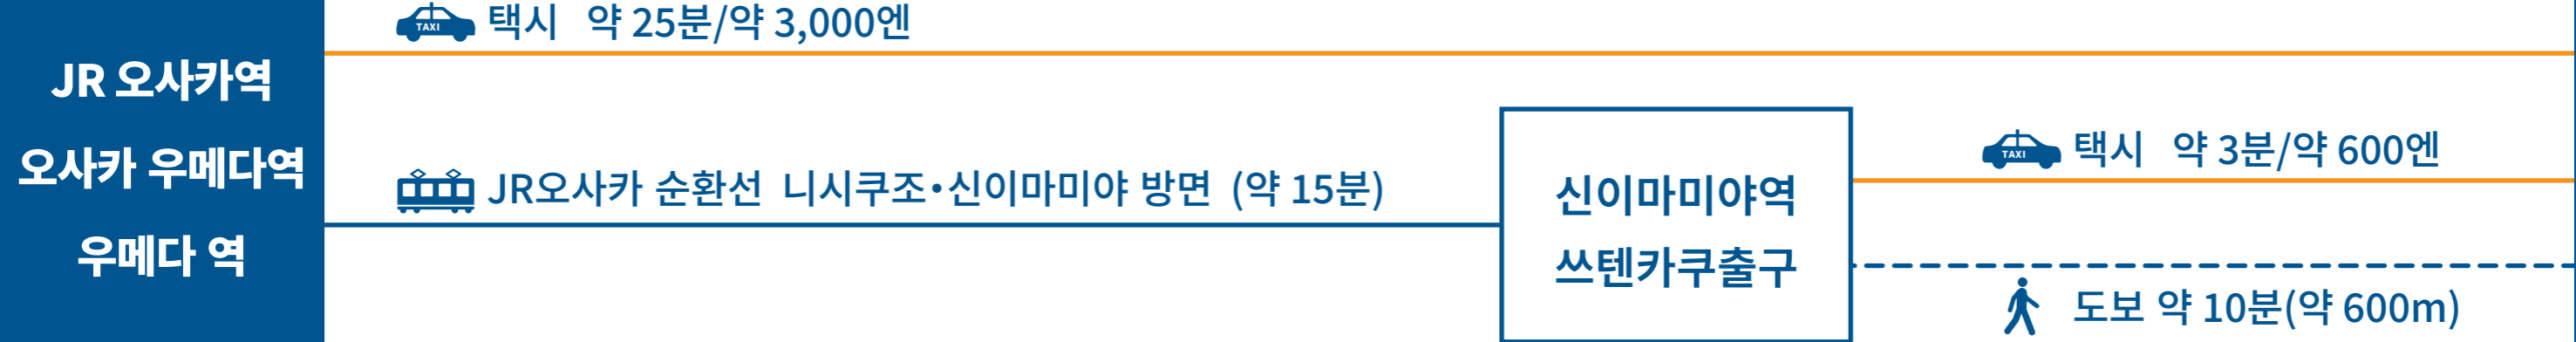 JR 오사카역
오사카 우메다역
우메다 역
TAXI 택시 약 25분/약 3,000엔
JR오사카 순환선 니시쿠조•신이마미야 방면 (약 15분)
신이마미야역
쓰텐카쿠출구
TAXI 택시 약 3분/약 600엔
도보 약 10분(약 600m)